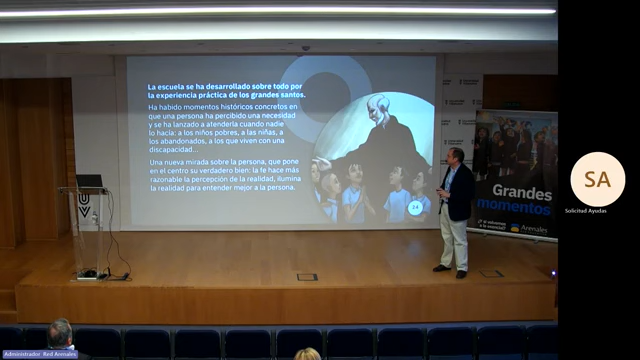 La escuela se ha desarrollado sobre todo por
la experiencia práctica de los grandes santos.
Ha habido momentos históricos concretos en
que una persona ha percibido una necesidad
y se ha lanzado a atenderla cuando nadie
lo hacía: a los niños pobres, a las niñas, a
los abandonados, a los que viven con una
discapacidad...
Una nueva mirada sobre la persona, que pone
en el centro su verdadero bien: la fe hace más
razonable la percepción de la realidad, ilumina
la realidad para entender mejor a la persona.
24
Grandes
momentos
Arenales
SA
Solicitud Ayudas
Administrador Red Arenales